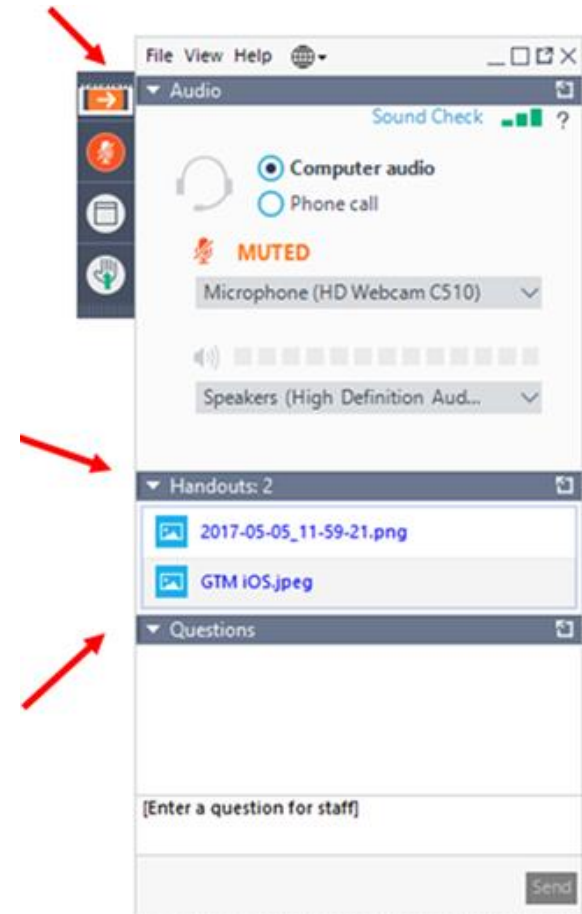 File View Help
Audio
Sound Check ?
Computer audio
Phone call
MUTED
Microphone (HD Webcam C510)
Speakers (High Definition Aud...
Handouts: 2
2017-05-05_11-59-21.png
GTM iOS.jpeg
Questions
[Enter a question for staff]
Send